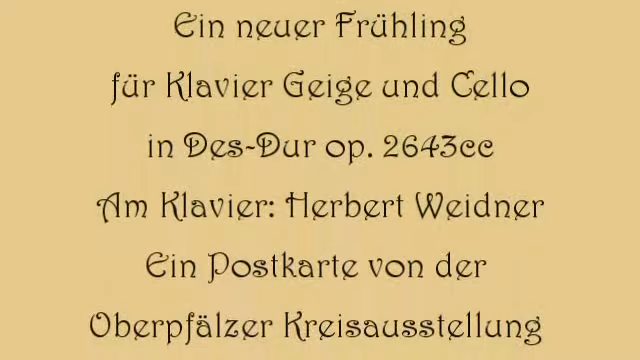 Ein neuer Frühling
für Klavier Geige und Cello
in Des-Dur op. 2643cc
Am Klavier: Herbert Weidner
Ein Postkarte von der
Oberpfälzer Kreisausstellung